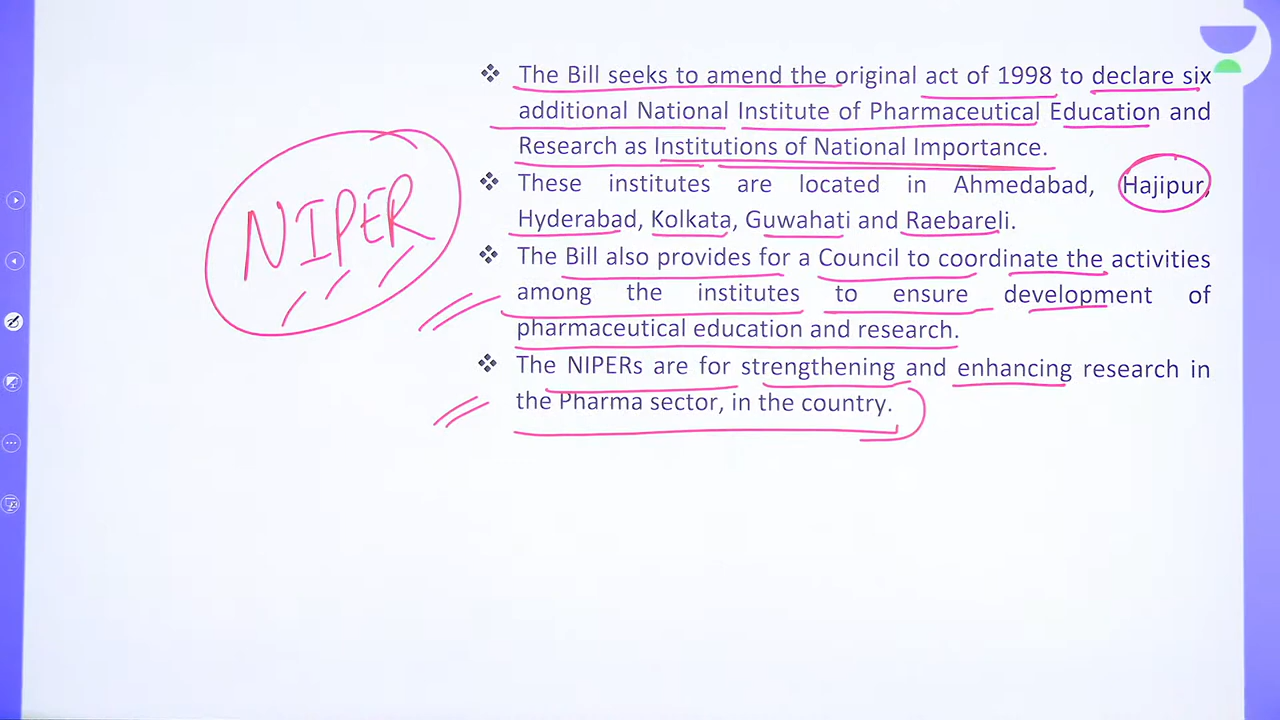 The Bill seeks to amend the original act of 1998 to declare six
additional National Institute of Pharmaceutical Education and
Research as Institutions of National Importance.
These institutes are located in Ahmedabad, Hajipur,
Hyderabad, Kolkata, Guwahati and Raebareli.
The Bill also provides for a Council to coordinate the activities
among the institutes to ensure development of
pharmaceutical education and research.
The NIPERs are for strengthening and enhancing research in
the Pharma sector, in the country.
NIPER